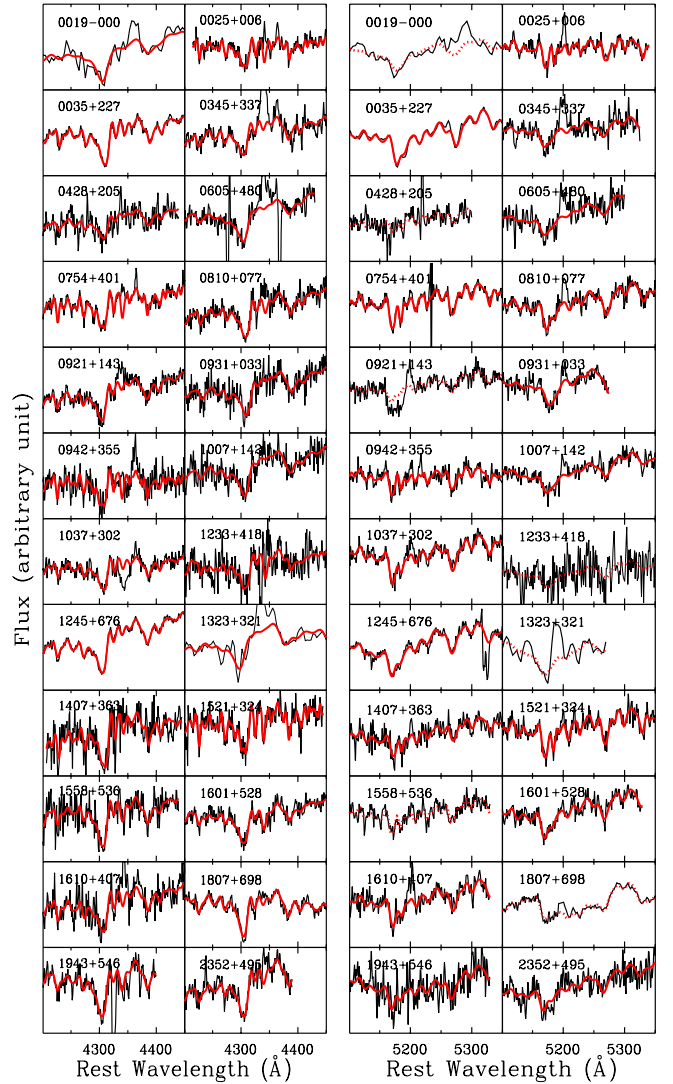 0019−000 0025+006 0019−000 0025+006
0035+227 0345+337 0035+227 0345+337
0428+205 0605+480 0428+205 0605+480
0754+401 0810+077 0754+401 0810+077
0921+143 0931+033 0921+143 0931+033
0942+355 1007+142 0942+355 1007+142
1037+302 1233+418 1037+302 1233+418
1245+676 1323+321 1245+676 1323+321
1407+363 1521+324 1407+363 1521+324
1558+536 1601+528 1558+536 1601+528
1610+407 1807+698 1610+407 1807+698
1943+546 2352+495 1943+546 2352+495
Flux (arbitrary unit)
4300 4400 4300 4400 5200 5300 5200 5300
Rest Wavelength (Å) Rest Wavelength (Å)